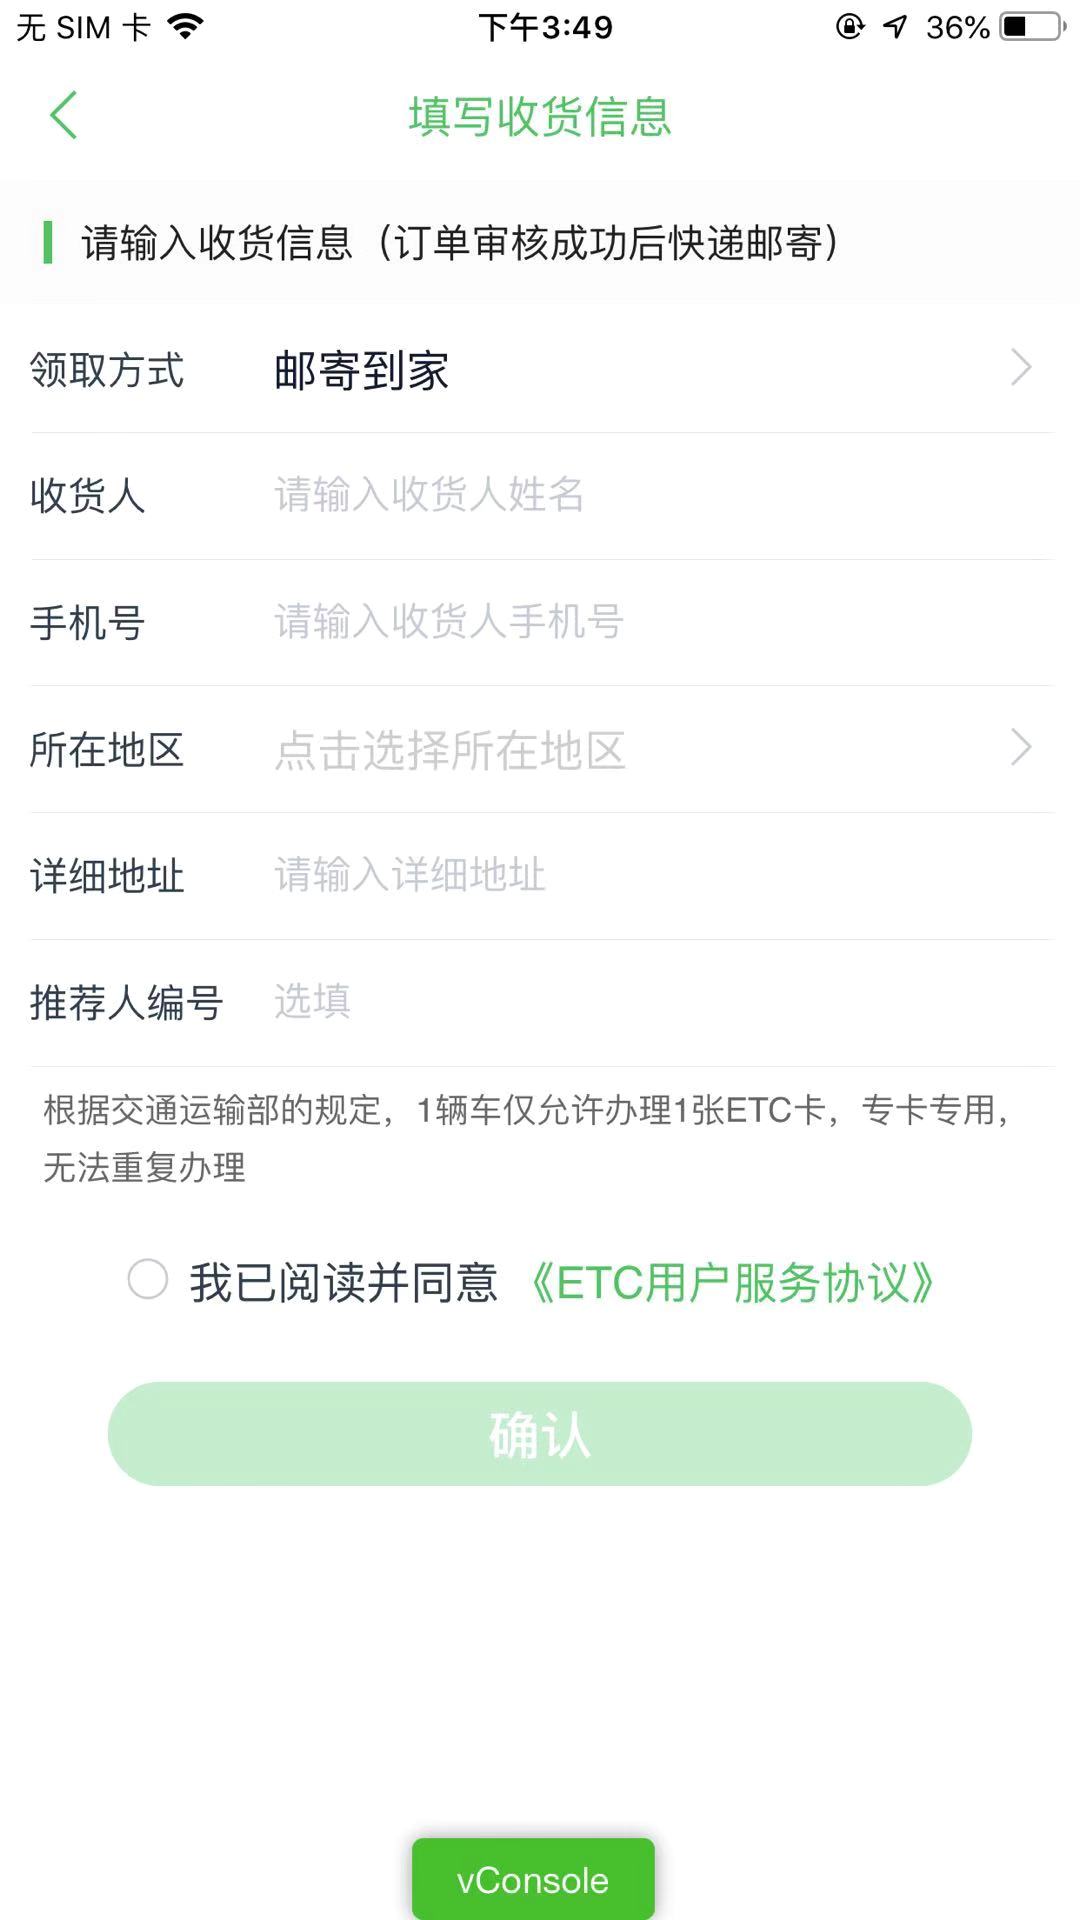 无 SIM 卡
下午3:49
36%
填写收货信息
请输入收货信息（订单审核成功后快递邮寄）
领取方式 邮寄到家
收货人 请输入收货人姓名
手机号 请输入收货人手机号
所在地区 点击选择所在地区
详细地址 请输入详细地址
推荐人编号 选填
根据交通运输部的规定，1辆车仅允许办理1张ETC卡，专卡专用，
无法重复办理
我已阅读并同意 《ETC用户服务协议》
确认
vConsole